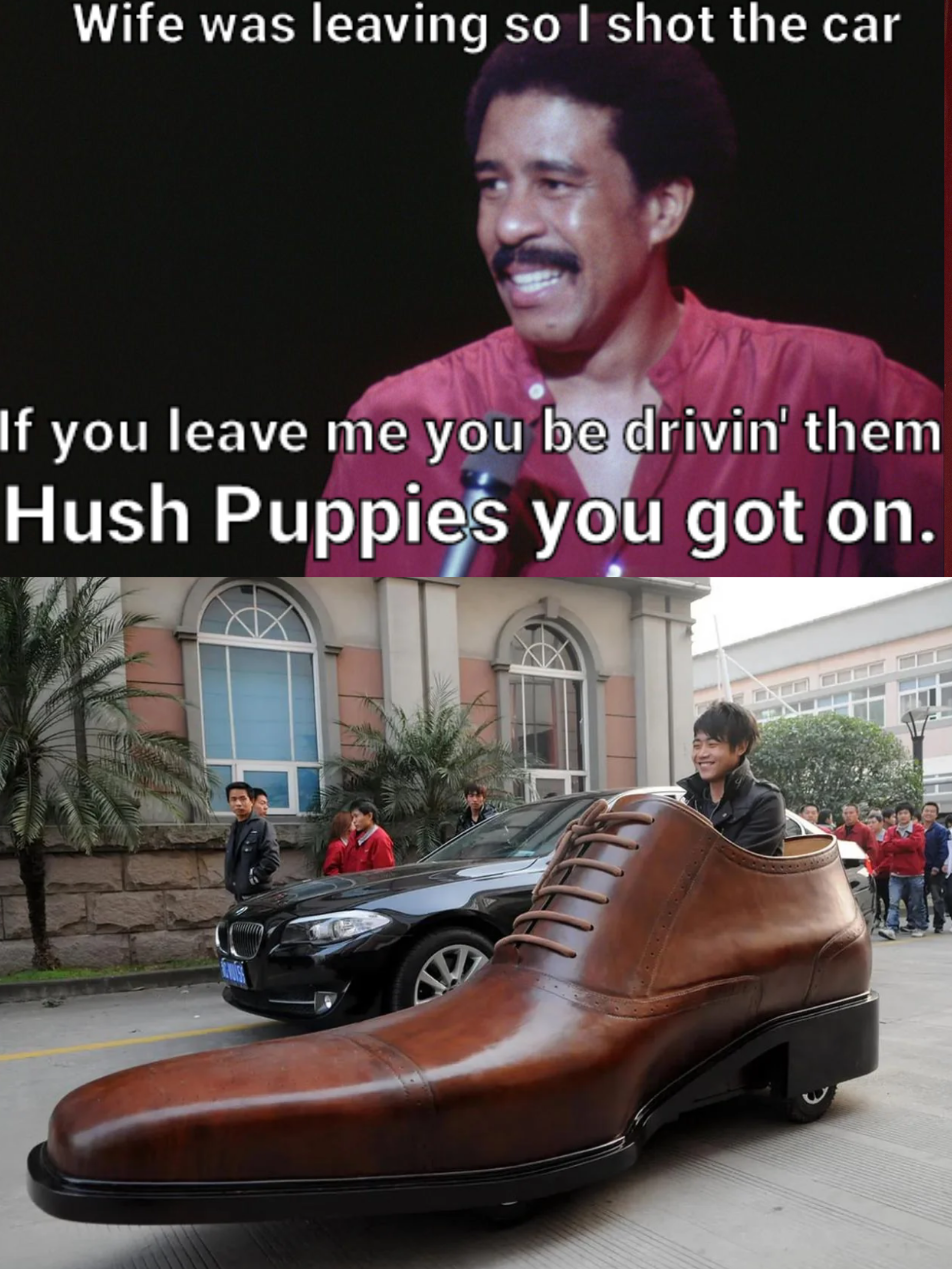 Wife was leaving so I shot the car
If you leave me you be drivin' them
Hush Puppies you got on.